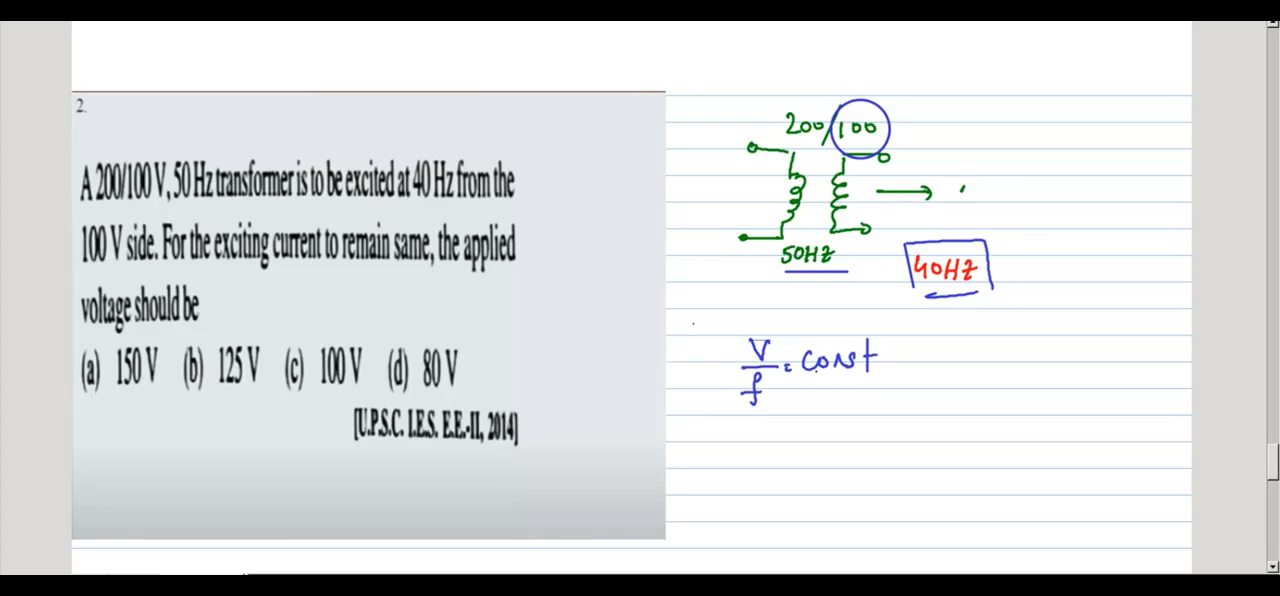 2.
A 200/100 V, 50 Hz transformer is to be excited at 40 Hz from the
100 V side. For the exciting current to remain same, the applied
voltage should be
(a) 150 V (b) 125 V (c) 100 V (d) 80 V
[U.P.S.C. I.E.S. E.E.-II, 2014]
200/100
50HZ
40HZ
V/f = const